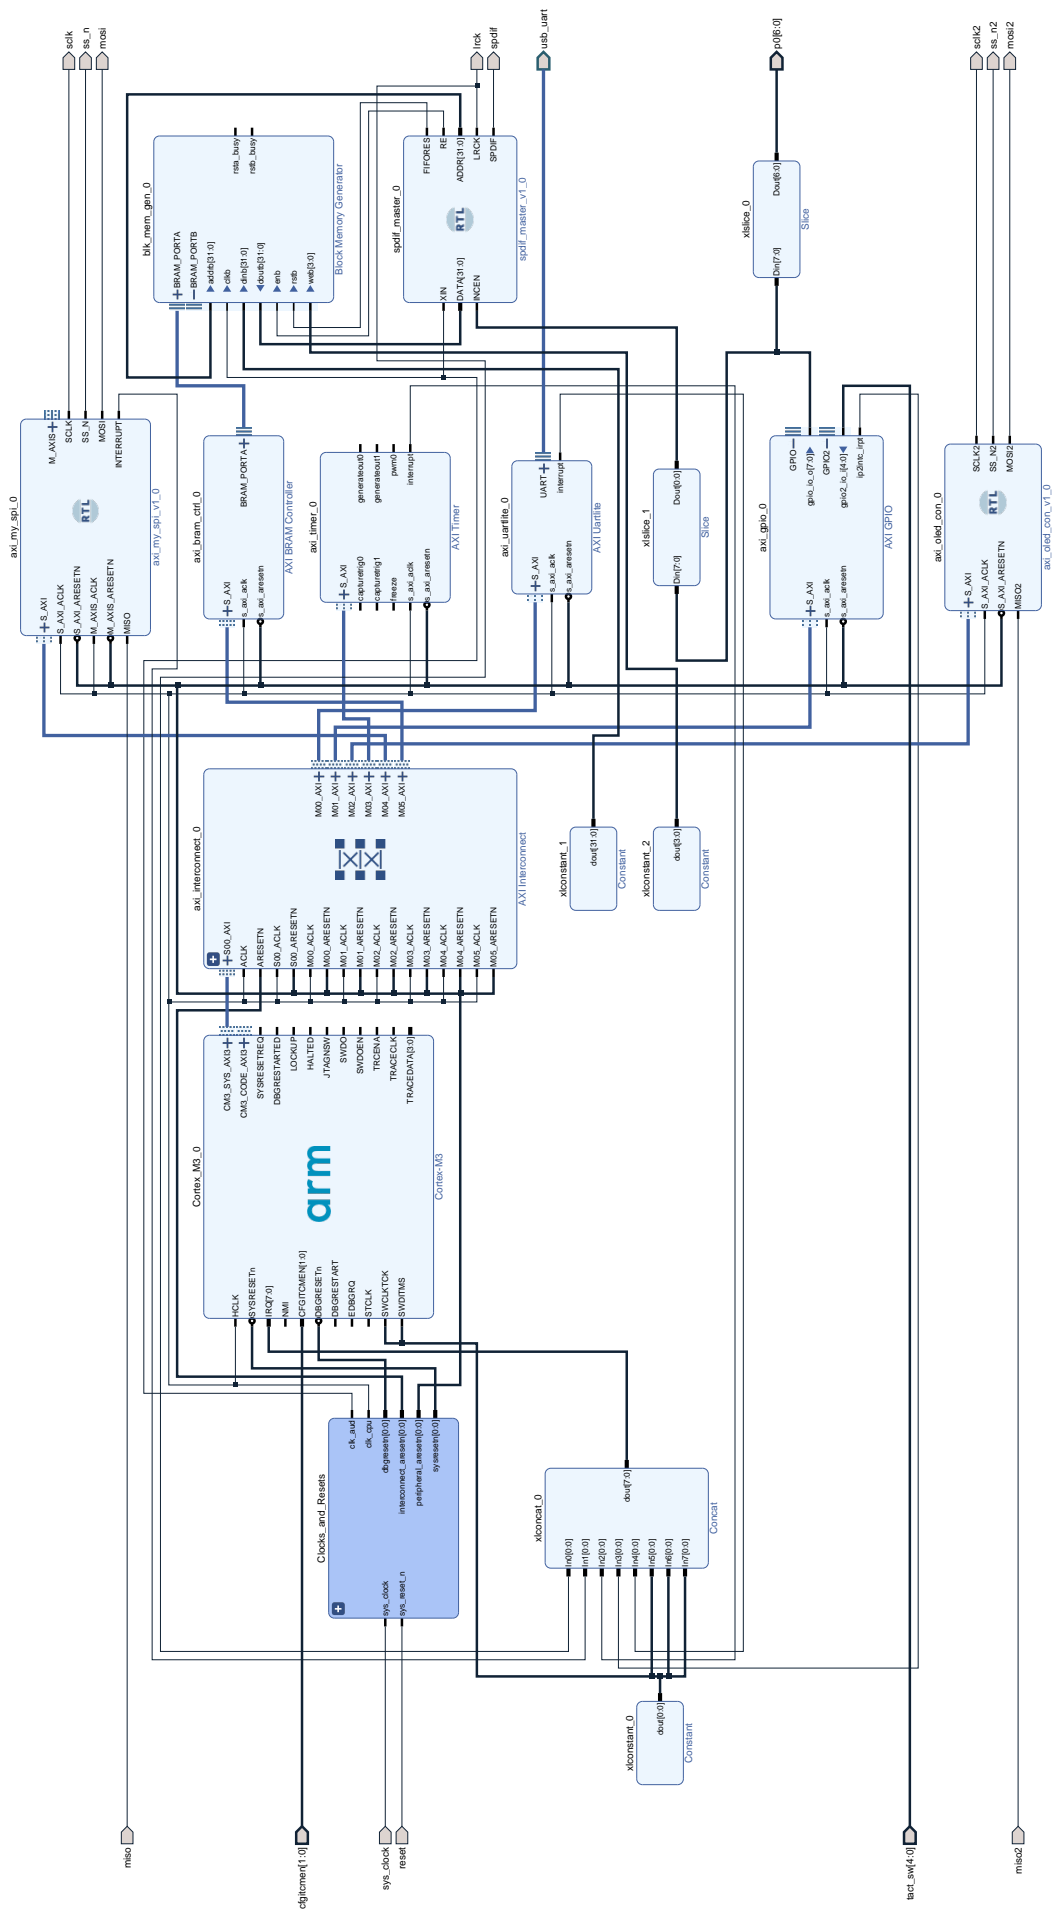 sclk
ss_n
mosi
lrck
spdif
usb_uart
p0[6:0]
sclk2
ss_n2
mosi2
blk_mem_gen_0
rsta_busy
rstb_busy
BRAM_PORTA
BRAM_PORTB
addrb[31:0]
clkb
dinb[31:0]
doutb[31:0]
enb
rstb
web[3:0]
Block Memory Generator
spdif_master_0
FIFORES
RE
ADDR[31:0]
LRCK
SPDIF
RTL
XIN
DATA[31:0]
INCEN
spdif_master_v1_0
xlslice_0
Dout[6:0]
Din[7:0]
Slice
axi_my_spi_0
M_AXIS
SCLK
SS_N
MOSI
INTERRUPT
RTL
S_AXI
S_AXI_ACLK
S_AXI_ARESETN
M_AXIS_ACLK
M_AXIS_ARESETN
MISO
axi_my_spi_v1_0
axi_bram_ctrl_0
BRAM_PORTA
S_AXI
s_axi_aclk
s_axi_aresetn
AXI BRAM Controller
axi_timer_0
generateout0
generateout1
pwm0
interrupt
S_AXI
capturetrig0
capturetrig1
freeze
s_axi_aclk
s_axi_aresetn
AXI Timer
axi_uartlite_0
UART
interrupt
S_AXI
s_axi_aclk
s_axi_aresetn
AXI Uartlite
xlslice_1
Dout[0:0]
Din[7:0]
Slice
axi_gpio_0
GPIO
gpio_io_o[7:0]
GPIO2
gpio2_io_i[4:0]
ip2intc_irpt
S_AXI
s_axi_aclk
s_axi_aresetn
AXI GPIO
axi_oled_con_0
SCLK2
SS_N2
MOSI2
RTL
S_AXI
S_AXI_ACLK
S_AXI_ARESETN
MISO2
axi_oled_con_v1_0
axi_interconnect_0
M00_AXI
M01_AXI
M02_AXI
M03_AXI
M04_AXI
M05_AXI
S00_AXI
ACLK
ARESETN
S00_ACLK
S00_ARESETN
M00_ACLK
M00_ARESETN
M01_ACLK
M01_ARESETN
M02_ACLK
M02_ARESETN
M03_ACLK
M03_ARESETN
M04_ACLK
M04_ARESETN
M05_ACLK
M05_ARESETN
AXI Interconnect
xlconstant_1
dout[31:0]
Constant
xlconstant_2
dout[3:0]
Constant
Cortex_M3_0
CM3_SYS_AXI3
CM3_CODE_AXI3
SYSRESETREQ
DBGRESTARTED
LOCKUP
HALTED
JTAGNSW
SWDO
SWDOEN
TRCENA
TRACECLK
TRACEDATA[3:0]
arm
HCLK
SYSRESETn
IRQ[7:0]
NMI
CFGITCMEN[1:0]
DBGRESETn
DBGRESTART
EDBGRQ
STCLK
SWCLKTCK
SWDITMS
Cortex-M3
Clocks_and_Resets
clk_aud
clk_cpu
dbgresetn[0:0]
interconnect_aresetn[0:0]
peripheral_aresetn[0:0]
sysresetn[0:0]
sys_clock
sys_reset_n
xlconcat_0
dout[7:0]
In0[0:0]
In1[0:0]
In2[0:0]
In3[0:0]
In4[0:0]
In5[0:0]
In6[0:0]
In7[0:0]
Concat
xlconstant_0
dout[0:0]
Constant
miso
cfgitcmen[1:0]
sys_clock
reset
tact_sw[4:0]
miso2